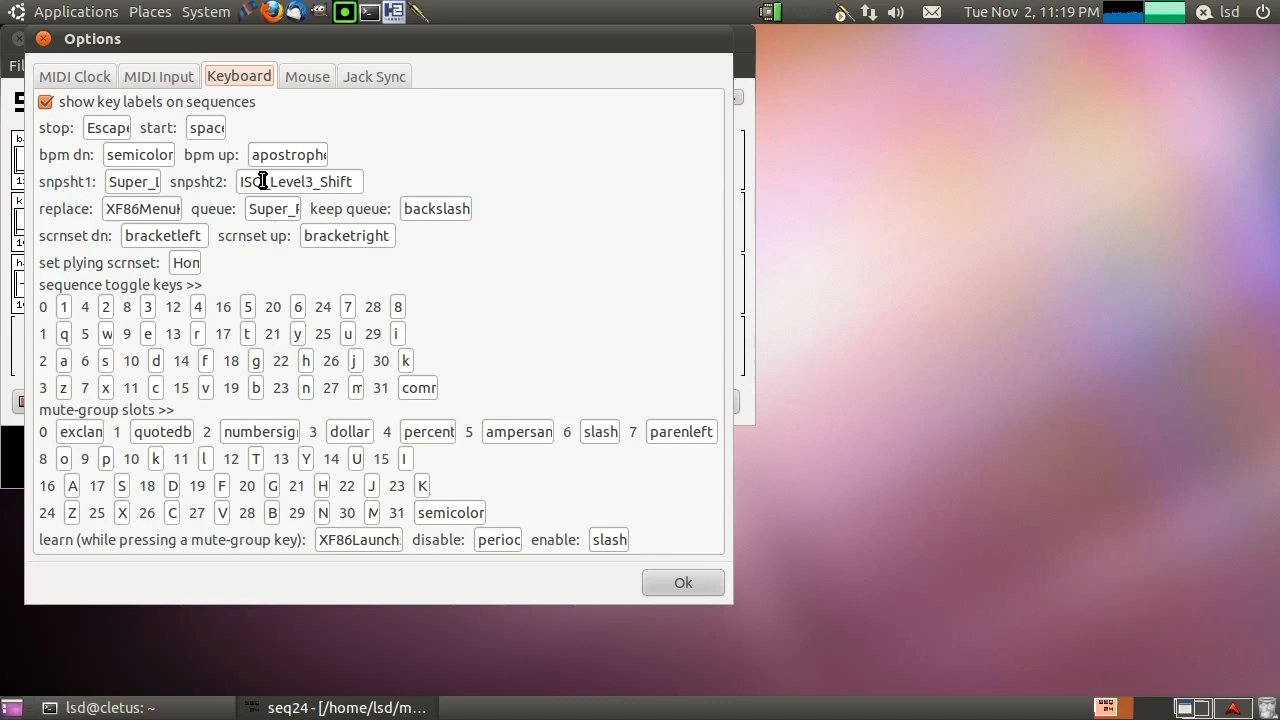 Applications Places System Tue Nov 2, 11:19 PM lsd
Options
Fil
MIDI Clock MIDI Input Keyboard Mouse Jack Sync
show key labels on sequences
stop: Escape start: space
bpm dn: semicolon bpm up: apostrophe
snpsht1: Super_L snpsht2: ISO_Level3_Shift
replace: XF86MenuK queue: Super_R keep queue: backslash
scrnset dn: bracketleft scrnset up: bracketright
set plying scrnset: Hom
sequence toggle keys >>
0 1 4 2 8 3 12 4 16 5 20 6 24 7 28 8
1 q 5 w 9 e 13 r 17 t 21 y 25 u 29 i
2 a 6 s 10 d 14 f 18 g 22 h 26 j 30 k
3 z 7 x 11 c 15 v 19 b 23 n 27 m 31 comr
mute-group slots >>
0 exclan 1 quotedb 2 numbersign 3 dollar 4 percent 5 ampersan 6 slash 7 parenleft
8 o 9 p 10 k 11 l 12 T 13 Y 14 U 15 I
16 A 17 S 18 D 19 F 20 G 21 H 22 J 23 K
24 Z 25 X 26 C 27 V 28 B 29 N 30 M 31 semicolon
learn (while pressing a mute-group key): XF86Launch disable: period enable: slash
Ok
lsd@cletus: ~ seq24 - [/home/lsd/m...